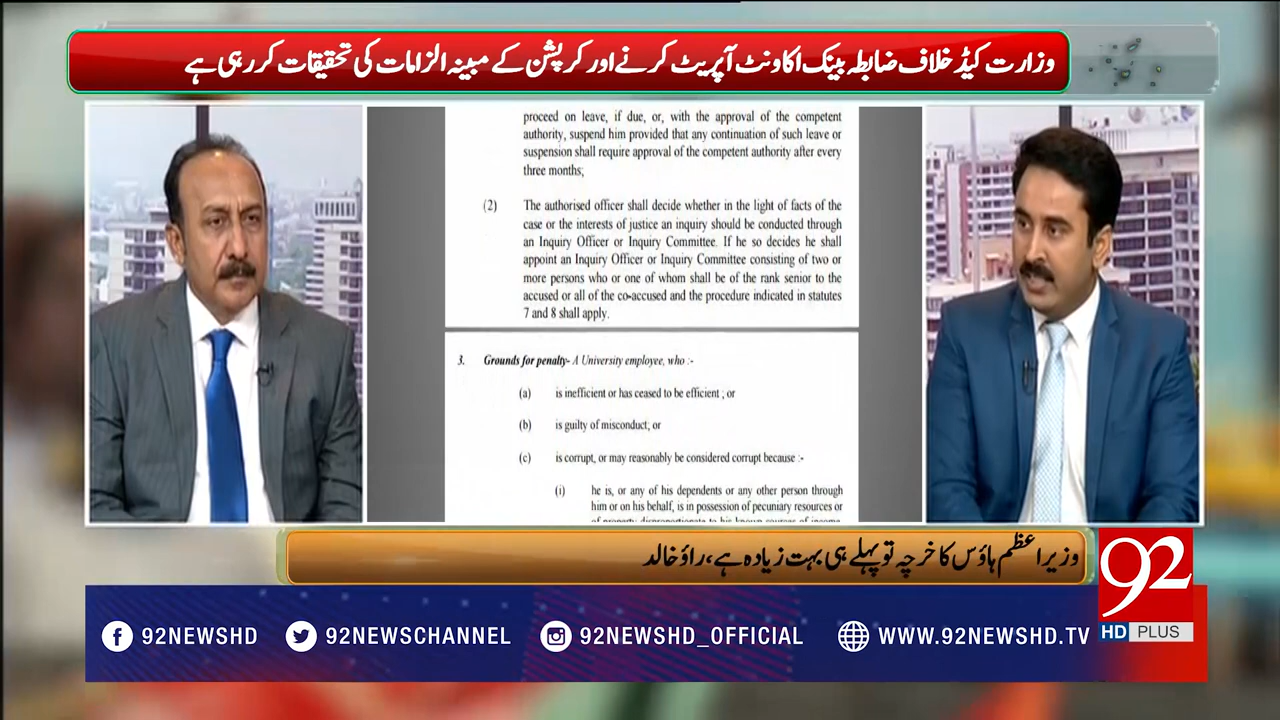 وزارت کیڈ خلاف ضابطہ بینک اکاونٹ آپریٹ کرنے اور کرپشن کے مبینہ الزامات کی تحقیقات کر رہی ہے
proceed on leave, if due, or, with the approval of the competent
authority, suspend him provided that any continuation of such leave or
suspension shall require approval of the competent authority after every
three months;
(2) The authorised officer shall decide whether in the light of facts of the
case or the interests of justice an inquiry should be conducted through
an Inquiry Officer or Inquiry Committee. If he so decides he shall
appoint an Inquiry Officer or Inquiry Committee consisting of two or
more persons who or one of whom shall be of the rank senior to the
accused or all of the co-accused and the procedure indicated in statutes
7 and 8 shall apply.
3. Grounds for penalty- A University employee, who :-
(a) is inefficient or has ceased to be efficient ; or
(b) is guilty of misconduct; or
(c) is corrupt, or may reasonably be considered corrupt because :-
(i) he is, or any of his dependents or any other person through
him or on his behalf, is in possession of pecuniary resources or
of property disproportionate to his known sources of income,
وزیراعظم ہاؤس کا خرچہ تو پہلے ہی بہت زیادہ ہے، راؤ خالد
92
HD PLUS
92NEWSHD 92NEWSCHANNEL 92NEWSHD_OFFICIAL WWW.92NEWSHD.TV